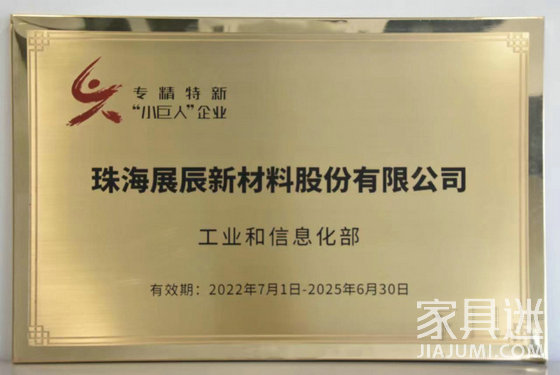 专精特新
“小巨人”企业
珠海展辰新材料股份有限公司
工业和信息化部
有效期：2022年7月1日-2025年6月30日
家具迷
JIAJUMI.COM